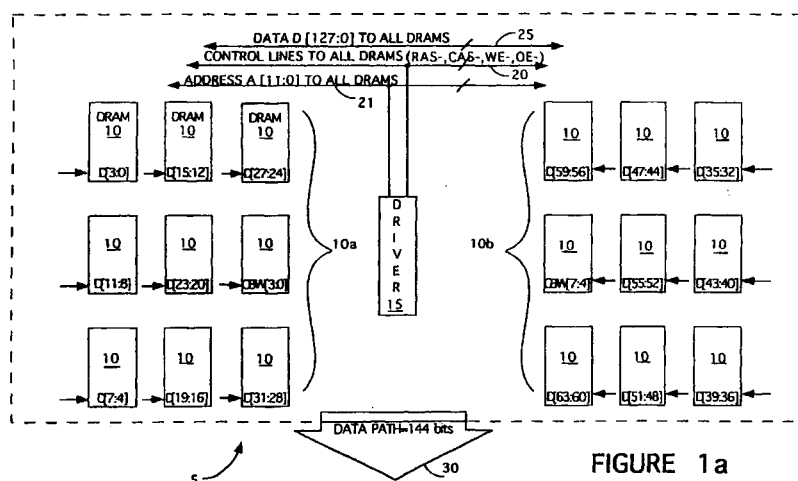 DATA D [127:0] TO ALL DRAMS
25
CONTROL LINES TO ALL DRAMS (RAS-,CAS-,WE-,OE-)
20
ADDRESS A [11:0] TO ALL DRAMS
21
DRAM DRAM DRAM
10 10 10 10 10 10
D[3:0] D[15:12] D[27:24] D[59:56] D[47:44] D[35:32]
DRIVER
15
10a 10b
10 10 10 10 10 10
D[11:8] D[23:20] CBW[3:0] CBW[7:4] D[55:52] D[43:40]
10 10 10 10 10 10
D[7:4] D[19:16] D[31:28] D[63:60] D[51:48] D[39:36]
DATA PATH=144 bits
5
30
FIGURE 1a